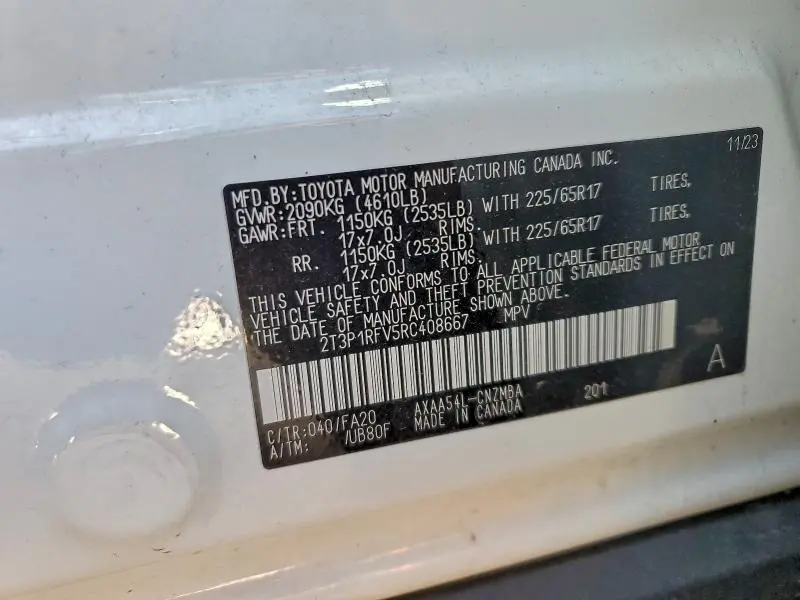 11/23
MFD.BY:TOYOTA MOTOR MANUFACTURING CANADA INC.
GVWR:2090KG (4610LB)
GAWR:FRT. 1150KG (2535LB) WITH 225/65R17 TIRES,
17x7.0J RIMS.
RR. 1150KG (2535LB) WITH 225/65R17 TIRES,
17x7.0J RIMS.
THIS VEHICLE CONFORMS TO ALL APPLICABLE FEDERAL MOTOR
VEHICLE SAFETY AND THEFT PREVENTION STANDARDS IN EFFECT ON
THE DATE OF MANUFACTURE SHOWN ABOVE.
2T3P1RFV5RC408667 MPV
A
C/TR:040/FA20 AXAA54L-CNZMBA 201
A/TM: /UB80F MADE IN CANADA